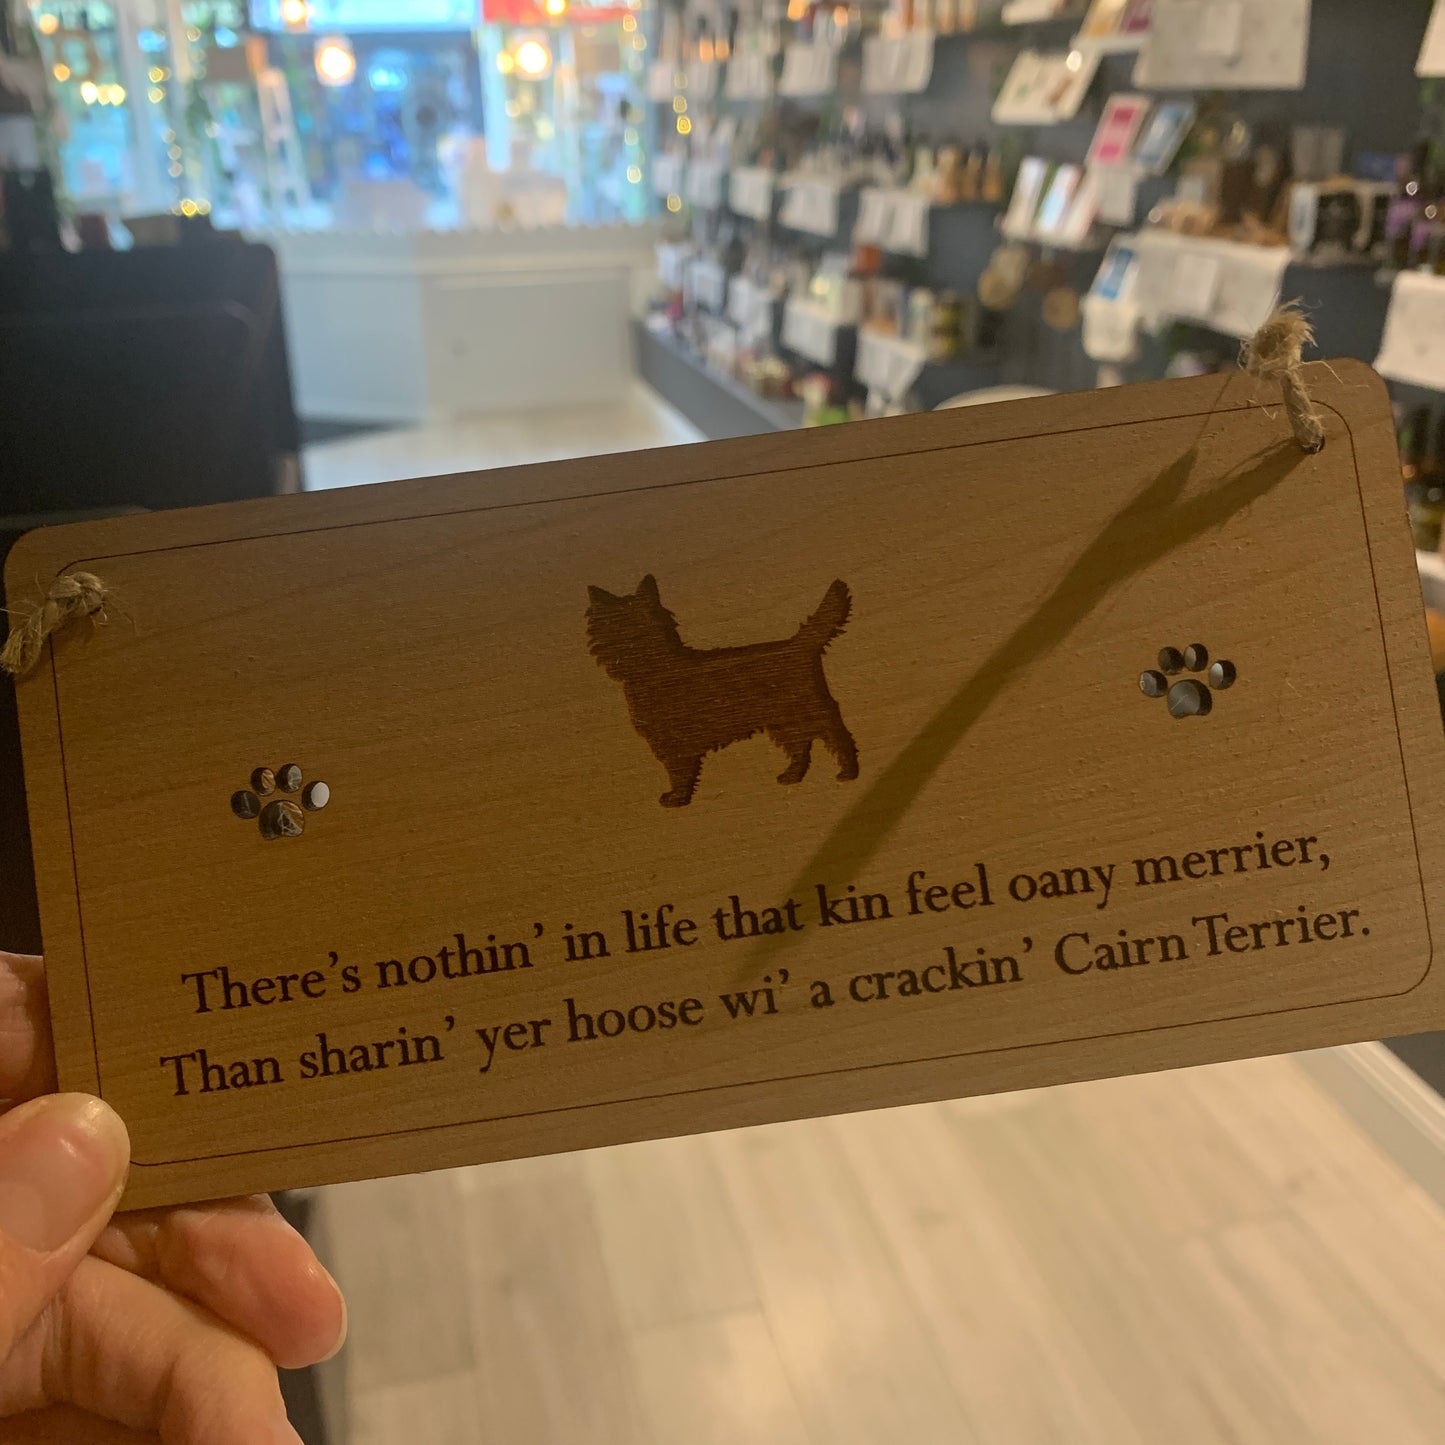 There's nothin' in life that kin feel oany merrier,
Than sharin' yer hoose wi' a crackin' Cairn Terrier.